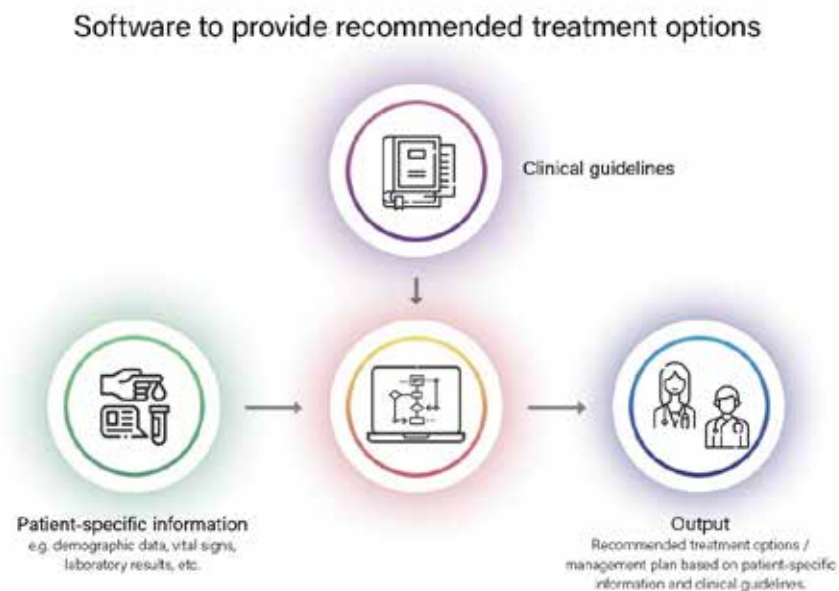 Software to provide recommended treatment options
Clinical guidelines
Patient-specific information
e.g. demographic data, vital signs,
laboratory results, etc.
Output
Recommended treatment options /
management plan based on patient-specific
information and clinical guidelines.